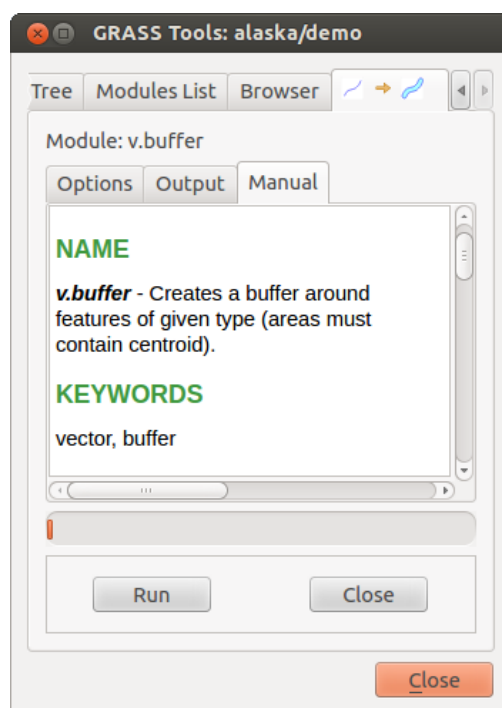 GRASS Tools: alaska/demo
Tree Modules List Browser
Module: v.buffer
Options Output Manual
NAME
v.buffer - Creates a buffer around
features of given type (areas must
contain centroid).
KEYWORDS
vector, buffer
Run Close
Close